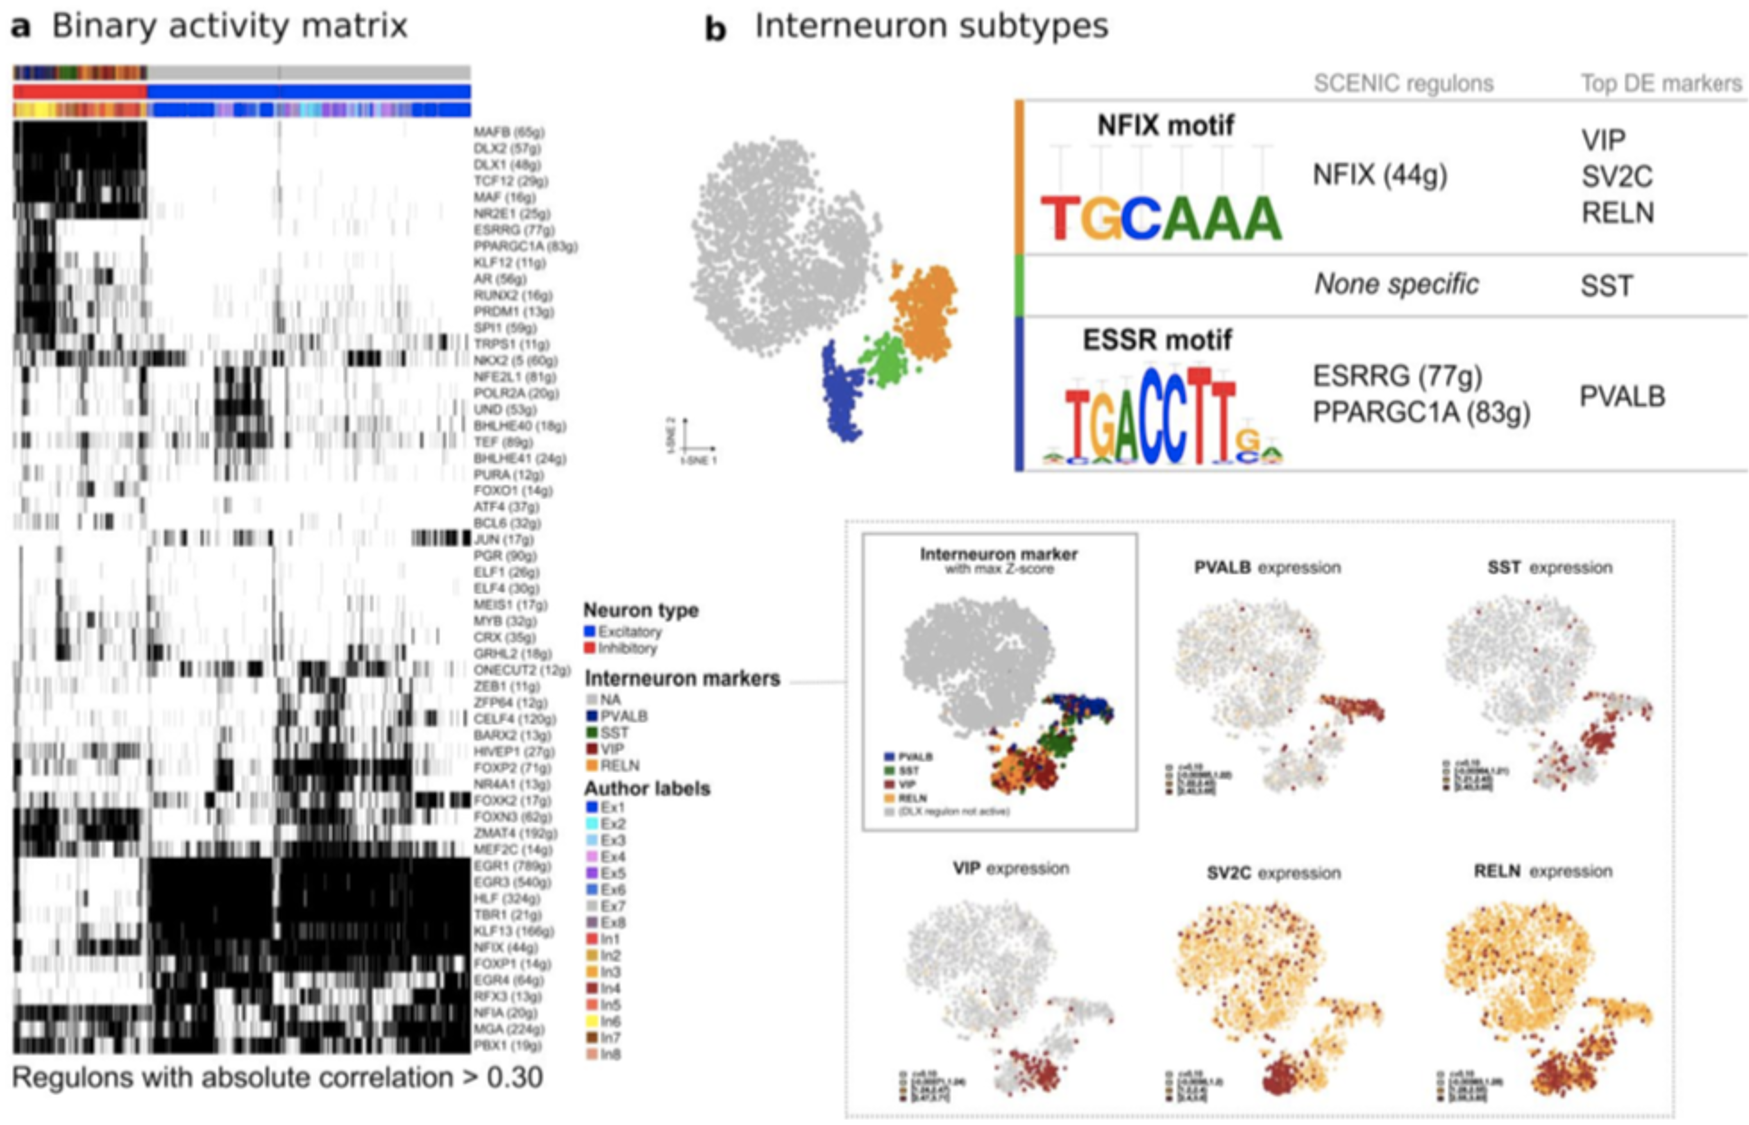 a Binary activity matrix
MAFB (65g)
DLX2 (57g)
DLX1 (48g)
TCF12 (29g)
MAF (16g)
NR2E1 (25g)
ESRRG (77g)
PPARGC1A (83g)
KLF12 (11g)
AR (56g)
RUNX2 (16g)
PRDM1 (13g)
SPI1 (59g)
TRPS1 (11g)
NKX2 (5 (60g)
NFE2L1 (81g)
POLR2A (20g)
UND (53g)
BHLHE40 (18g)
TEF (89g)
BHLHE41 (24g)
PURA (12g)
FOXO1 (14g)
ATF4 (37g)
BCL6 (32g)
JUN (17g)
PGR (90g)
ELF1 (26g)
ELF4 (30g)
MEIS1 (17g)
MYB (32g)
CRX (35g)
GRHL2 (18g)
ONECUT2 (12g)
ZEB1 (11g)
ZFP64 (12g)
CELF4 (120g)
BARX2 (13g)
HIVEP1 (27g)
FOXP2 (71g)
NR4A1 (13g)
FOXK2 (17g)
FOXN3 (62g)
ZMAT4 (192g)
MEF2C (14g)
EGR1 (789g)
EGR3 (540g)
HLF (324g)
TBR1 (21g)
KLF13 (166g)
NFIX (44g)
FOXP1 (14g)
EGR4 (64g)
RFX3 (13g)
NFIA (20g)
MGA (224g)
PBX1 (19g)
Regulons with absolute correlation > 0.30
Neuron type
Excitatory
Inhibitory
Interneuron markers
NA
PVALB
SST
VIP
RELN
Author labels
Ex1
Ex2
Ex3
Ex4
Ex5
Ex6
Ex7
Ex8
In1
In2
In3
In4
In5
In6
In7
In8
b Interneuron subtypes
t-SNE 2
t-SNE 1
SCENIC regulons Top DE markers
NFIX motif
TGCAAA
NFIX (44g)
VIP
SV2C
RELN
None specific
SST
ESSR motif
TGACCTT
ESRRG (77g)
PPARGC1A (83g)
PVALB
Interneuron marker
with max Z-score
PVALB
SST
VIP
RELN
(DLX regulon not active)
PVALB expression
SST expression
VIP expression
SV2C expression
RELN expression